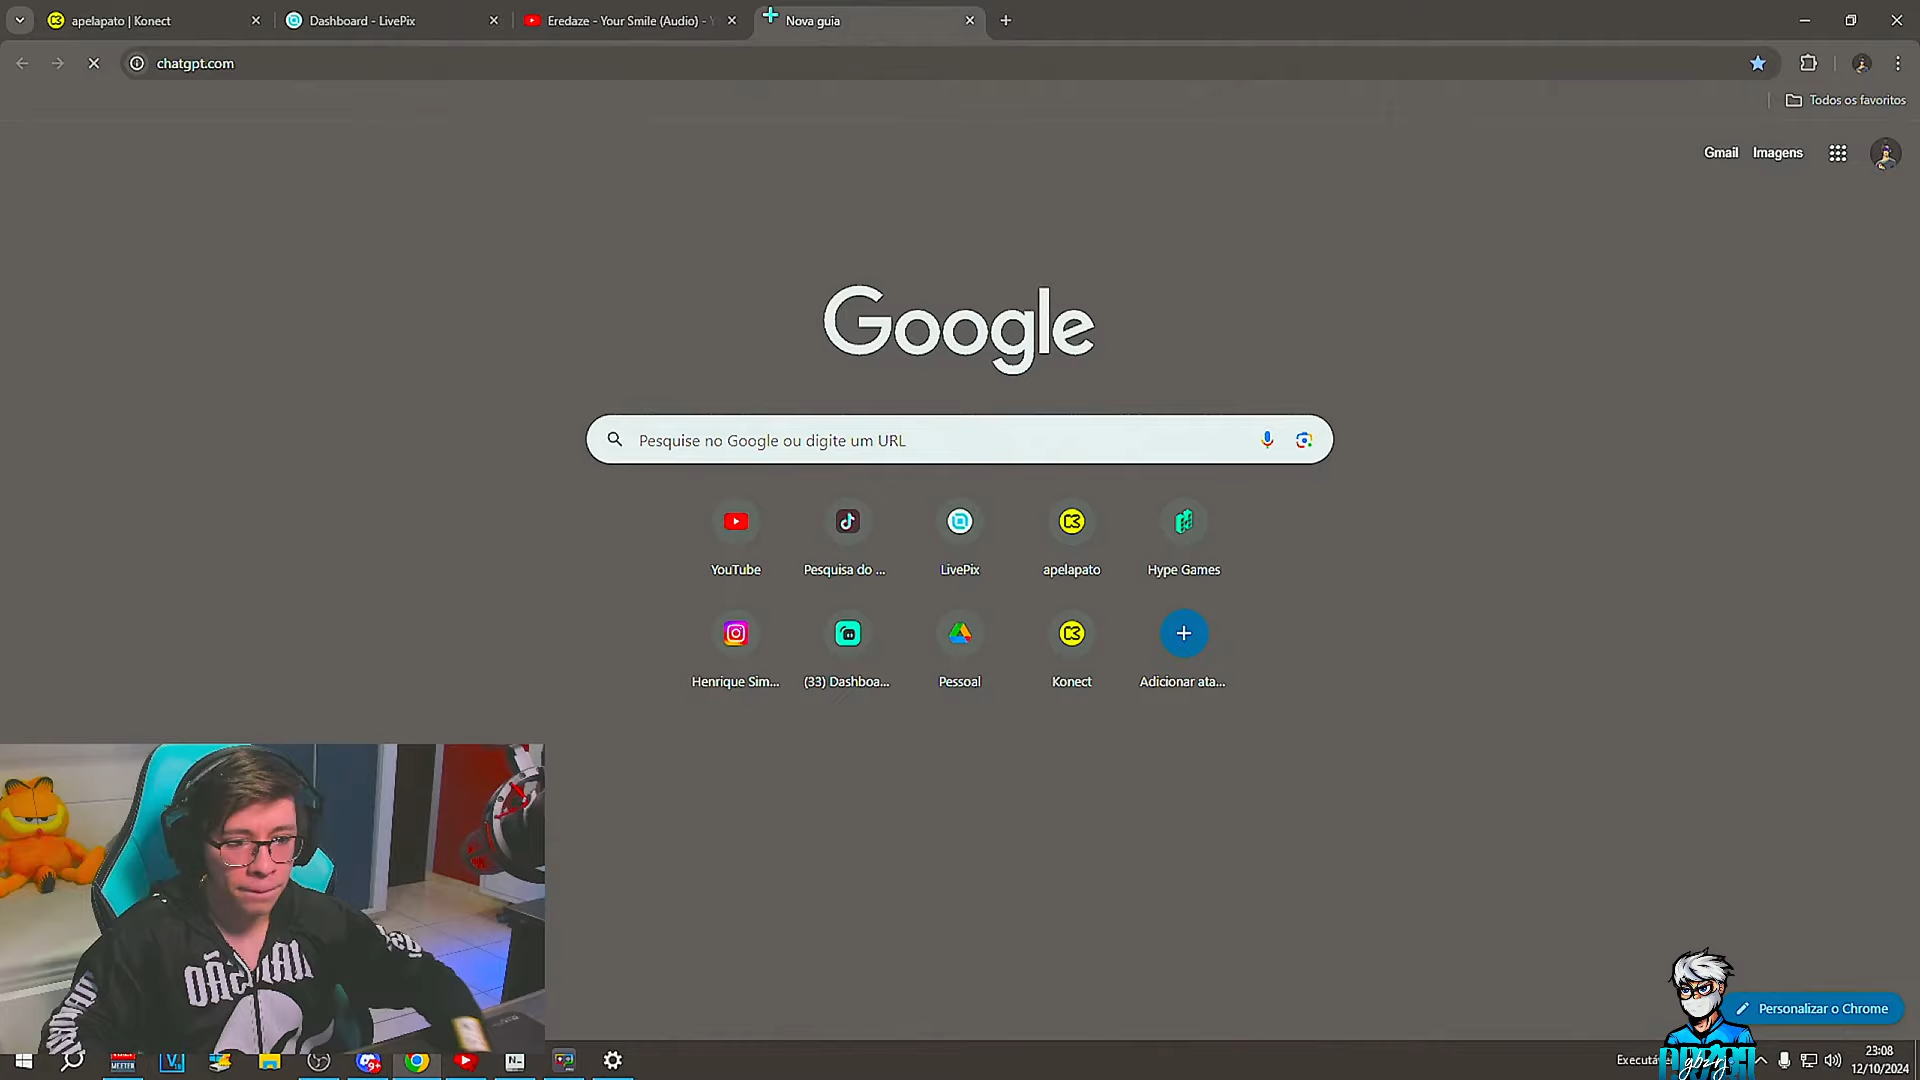 apelapato | Konect
Dashboard - LivePix
Eredaze - Your Smile (Audio) -
Nova guia
chatgpt.com
Todos os favoritos
Gmail
Imagens
Google
Pesquise no Google ou digite um URL
YouTube
Pesquisa do ...
LivePix
apelapato
Hype Games
Henrique Sim...
(33) Dashboa...
Pessoal
Konect
Adicionar ata...
Personalizar o Chrome
23:08
12/10/2024